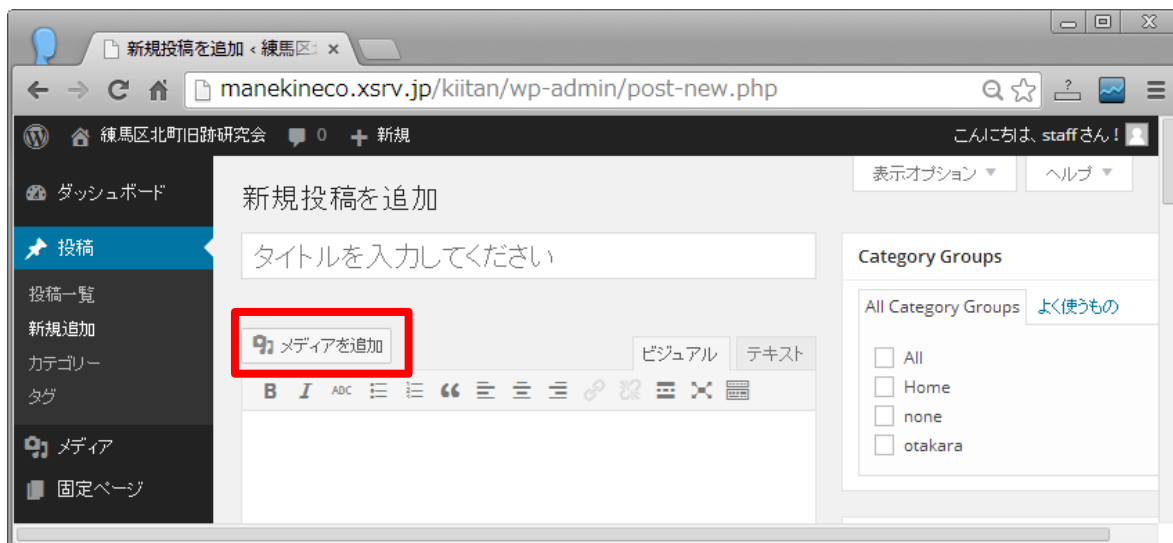 新規投稿を追加 ‹ 練馬区
manekineco.xsrv.jp/kiitan/wp-admin/post-new.php
練馬区北町旧跡研究会 0 新規 こんにちは、staffさん！
表示オプション ヘルプ
ダッシュボード
新規投稿を追加
投稿
タイトルを入力してください
Category Groups
投稿一覧
新規追加
カテゴリー
タグ
メディア
固定ページ
メディアを追加
ビジュアル テキスト
B I ABC
All Category Groups よく使うもの
All
Home
none
otakara